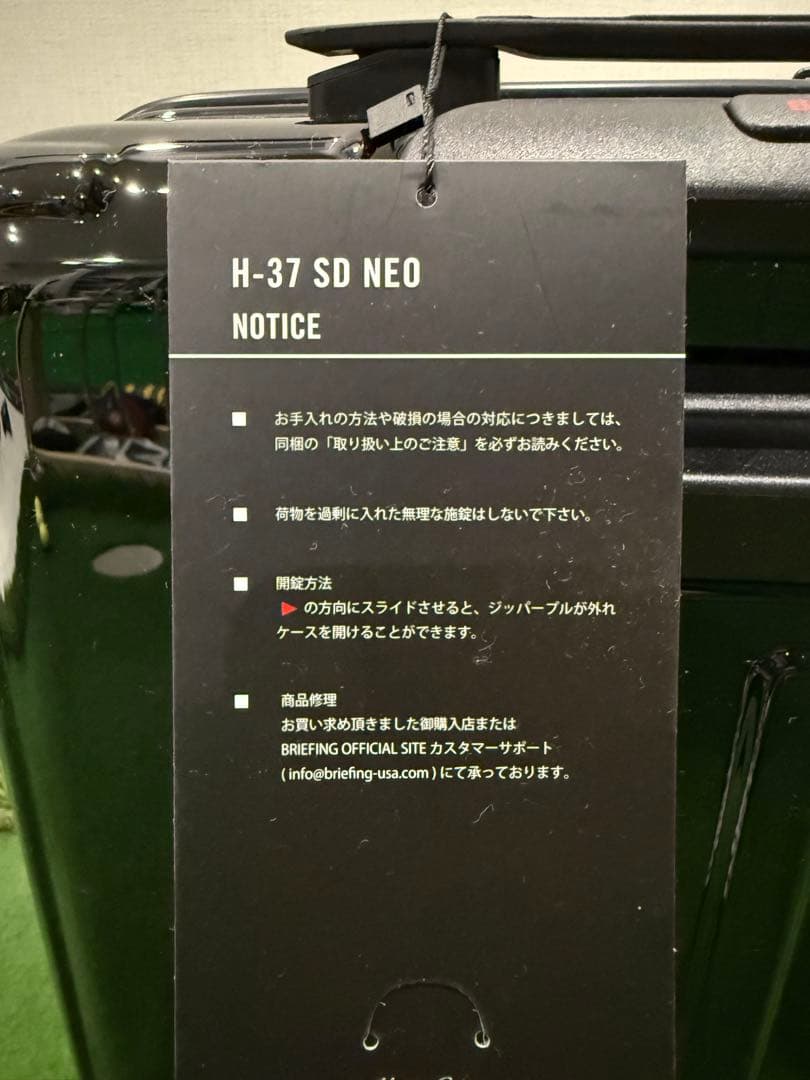 H-37 SD NEO
NOTICE
■ お手入れの方法や破損の場合の対応につきましては、
同梱の「取り扱い上のご注意」を必ずお読みください。
■ 荷物を過剰に入れた無理な施錠はしないで下さい。
■ 開錠方法
▶ の方向にスライドさせると、ジッパープルが外れ
ケースを開けることができます。
■ 商品修理
お買い求め頂きました御購入店または
BRIEFING OFFICIAL SITE カスタマーサポート
( info@briefing-usa.com ) にて承っております。